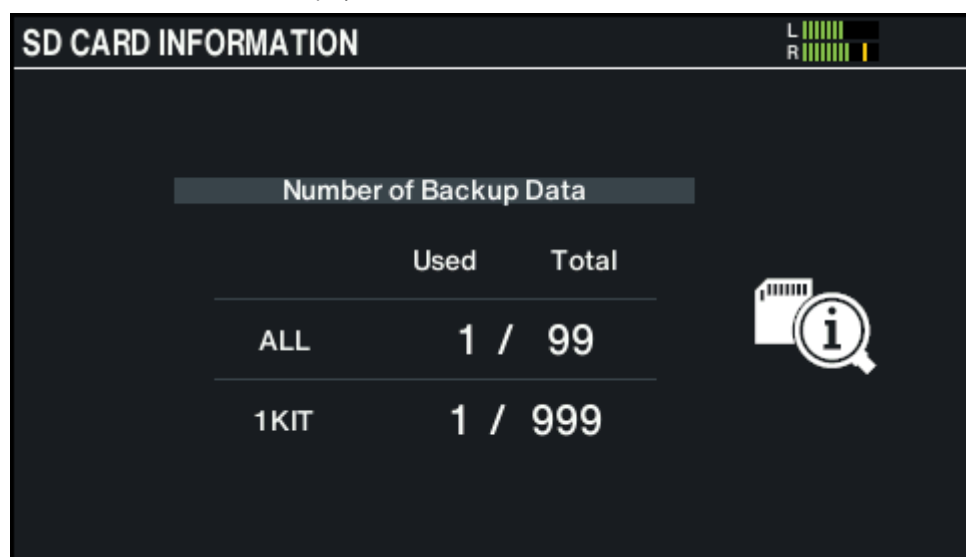 SD CARD INFORMATION
L
R
Number of Backup Data
Used Total
ALL 1 / 99
1KIT 1 / 999
i